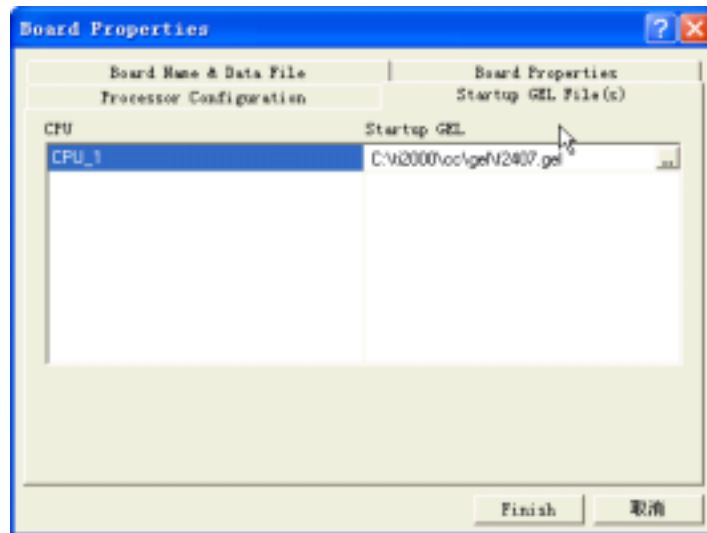 Board Properties
Board Name & Data File
Board Properties
Processor Configuration
Startup GEL File(s)
CPU
Startup GEL
CPU_1
C:\ti2000\cc\gel\f2407.gel
...
Finish
取消